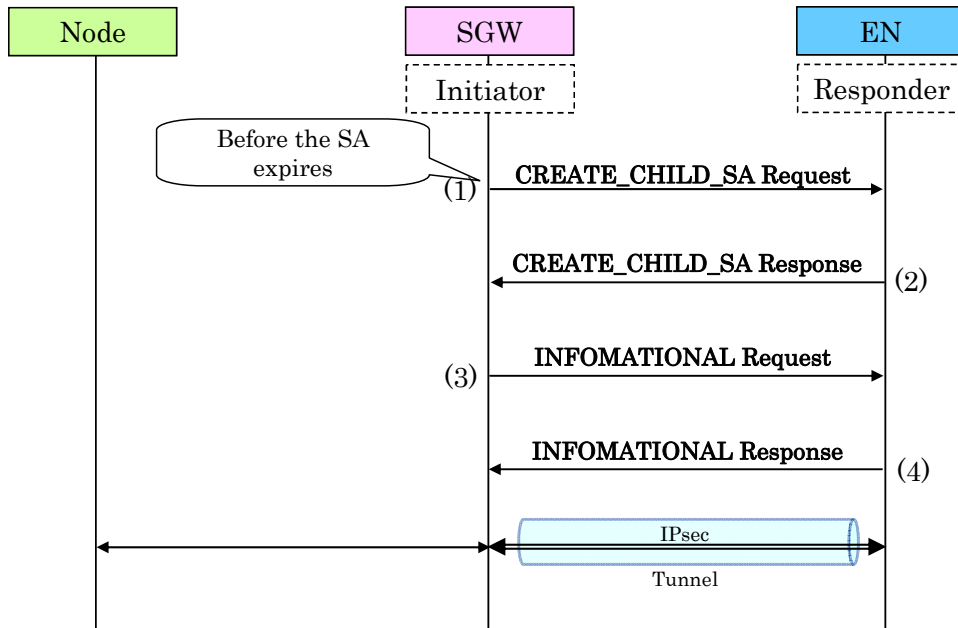 Node
SGW
EN
Initiator
Responder
Before the SA
expires
(1)
CREATE_CHILD_SA Request
CREATE_CHILD_SA Response
(2)
(3)
INFOMATIONAL Request
INFOMATIONAL Response
(4)
IPsec
Tunnel